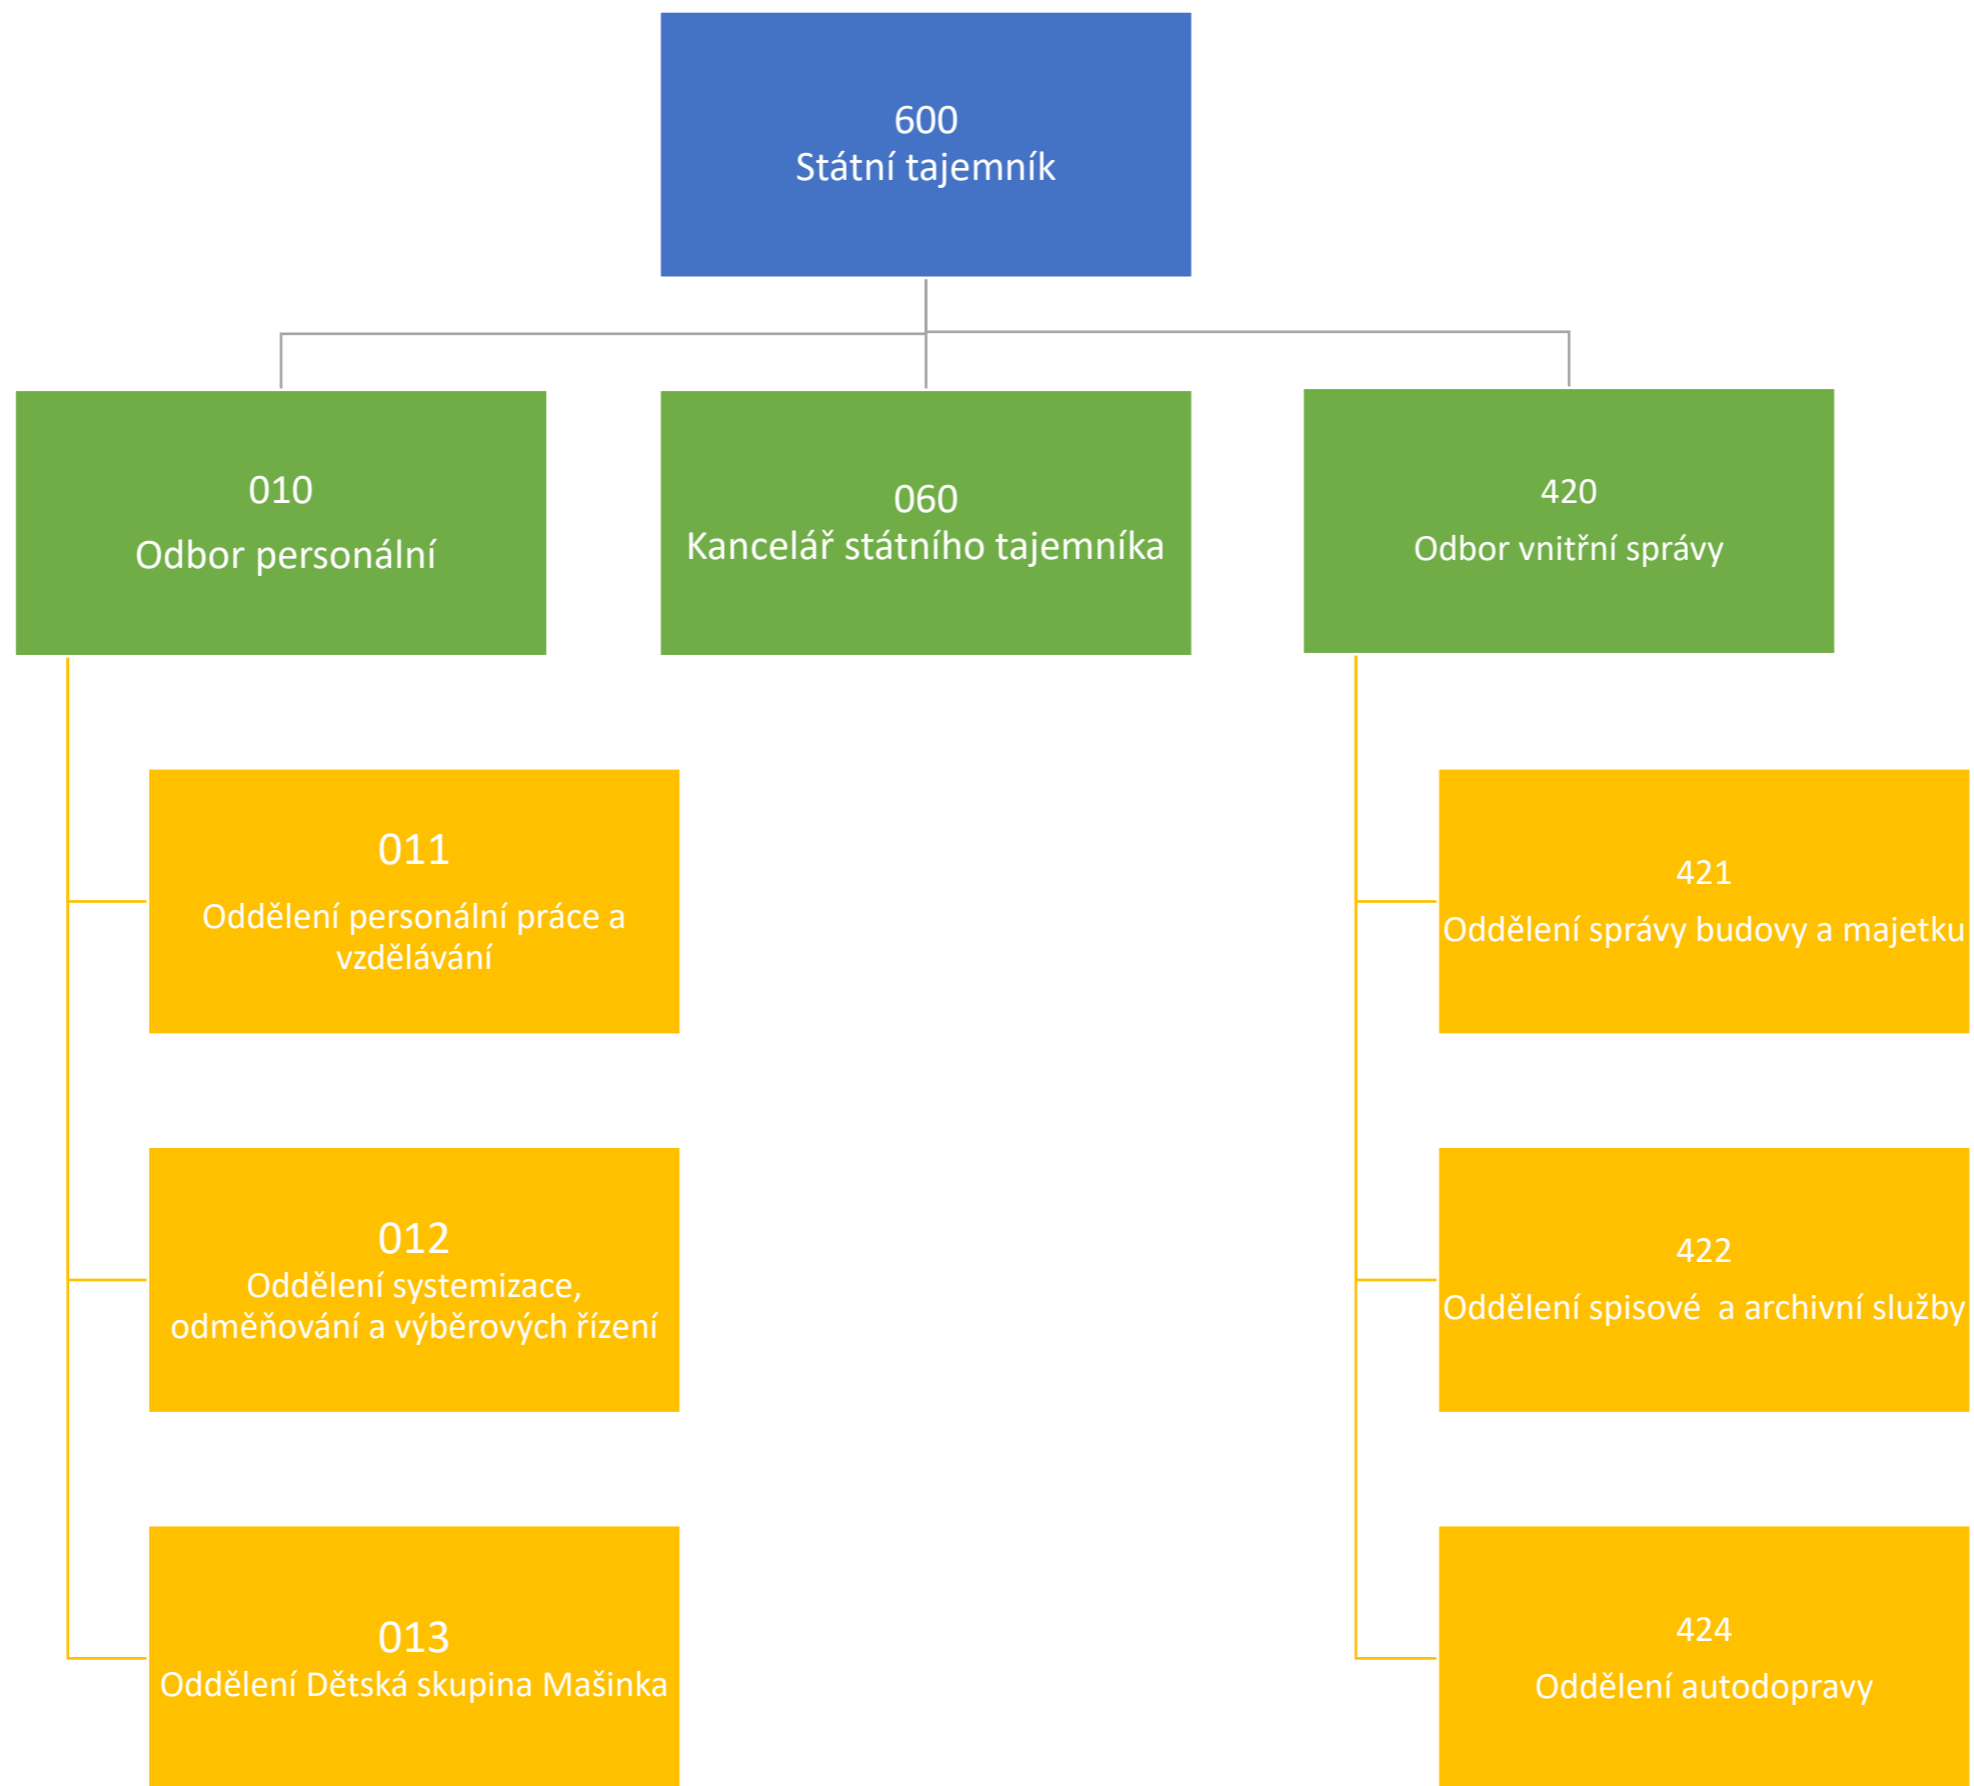 600
Státní tajemník
010
Odbor personální
060
Kancelář státního tajemníka
420
Odbor vnitřní správy
011
Oddělení personální práce a
vzdělávání
012
Oddělení systemizace,
odměňování a výběrových řízení
013
Oddělení Dětská skupina Mašinka
421
Oddělení správy budovy a majetku
422
Oddělení spisové  a archivní služby
424
Oddělení autodopravy